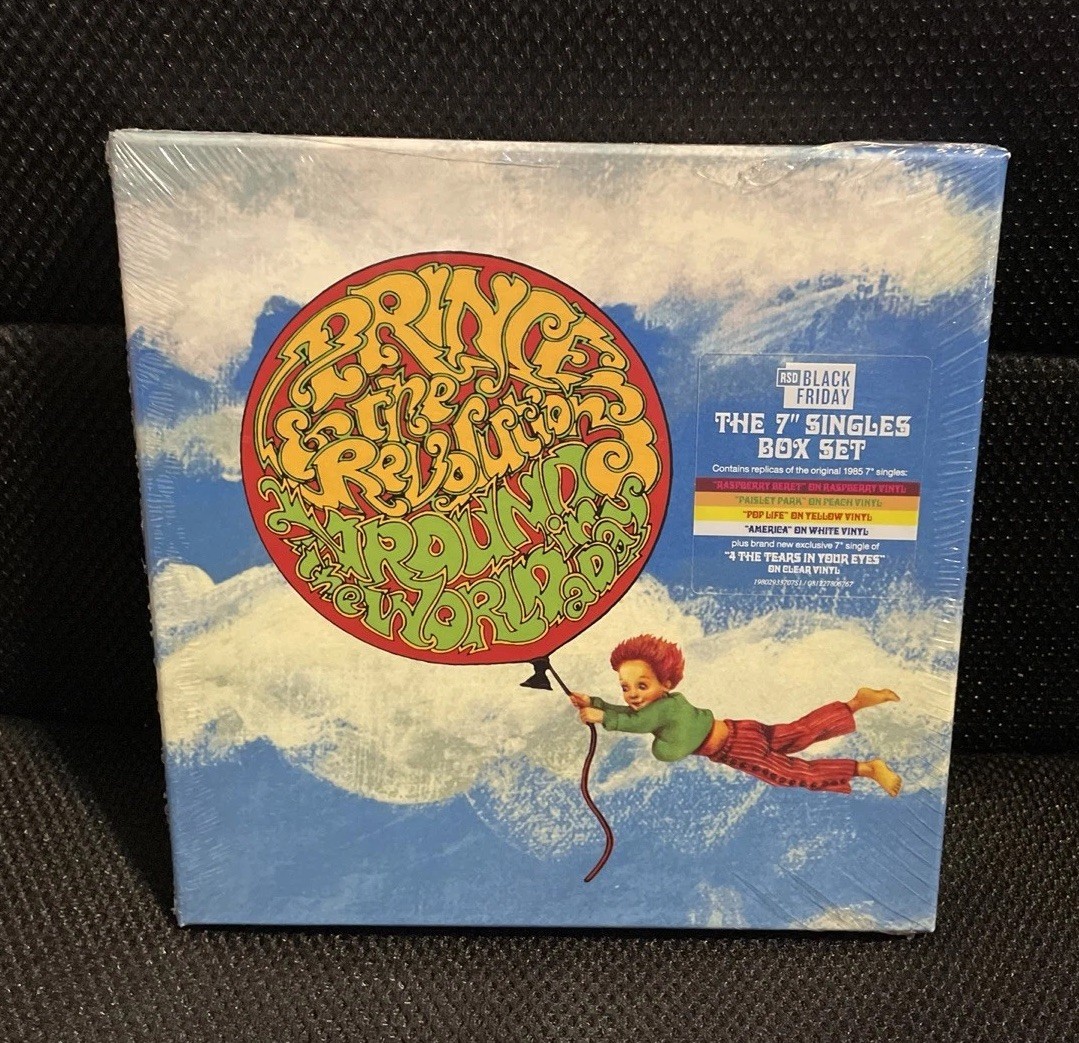 PRINCE
& the
Revolution
AROUND
the WORLD in a Day
RSD BLACK
FRIDAY
THE 7" SINGLES
BOX SET
Contains replicas of the original 1985 7" singles:
"RASPBERRY BERET" ON RASPBERRY VINYL
"PAISLEY PARK" ON PEACH VINYL
"POP LIFE" ON YELLOW VINYL
"AMERICA" ON WHITE VINYL
plus brand new exclusive 7" single of
"4 THE TEARS IN YOUR EYES"
ON CLEAR VINYL